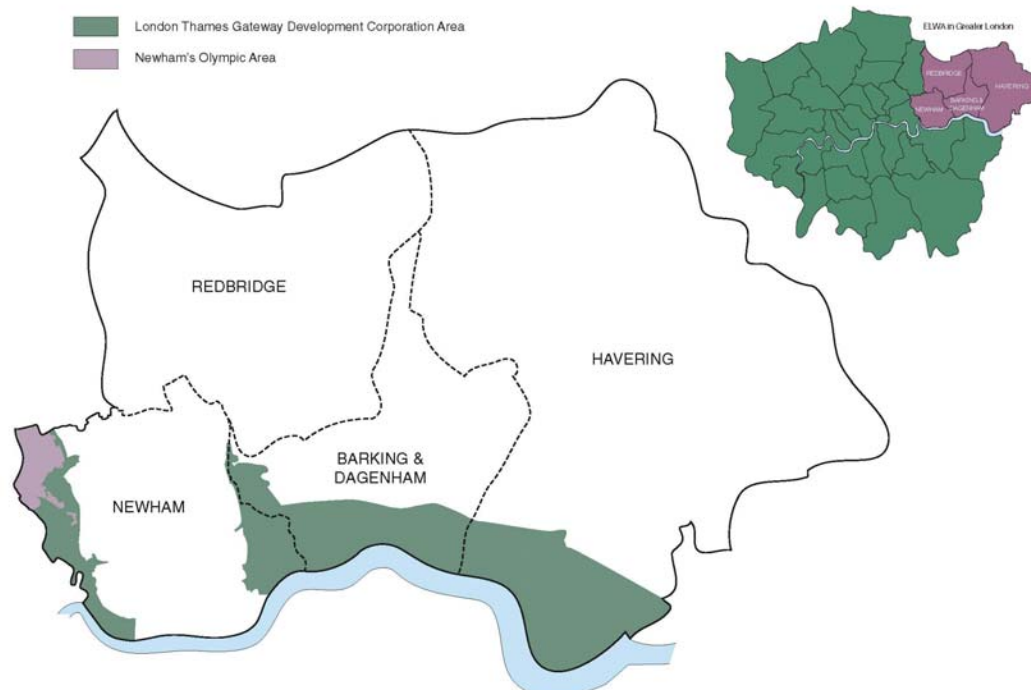 London Thames Gateway Development Corporation Area
Newham's Olympic Area
ELWA in Greater London
REDBRIDGE
HAVERING
NEWHAM
BARKING &
DAGENHAM
REDBRIDGE
HAVERING
BARKING &
DAGENHAM
NEWHAM